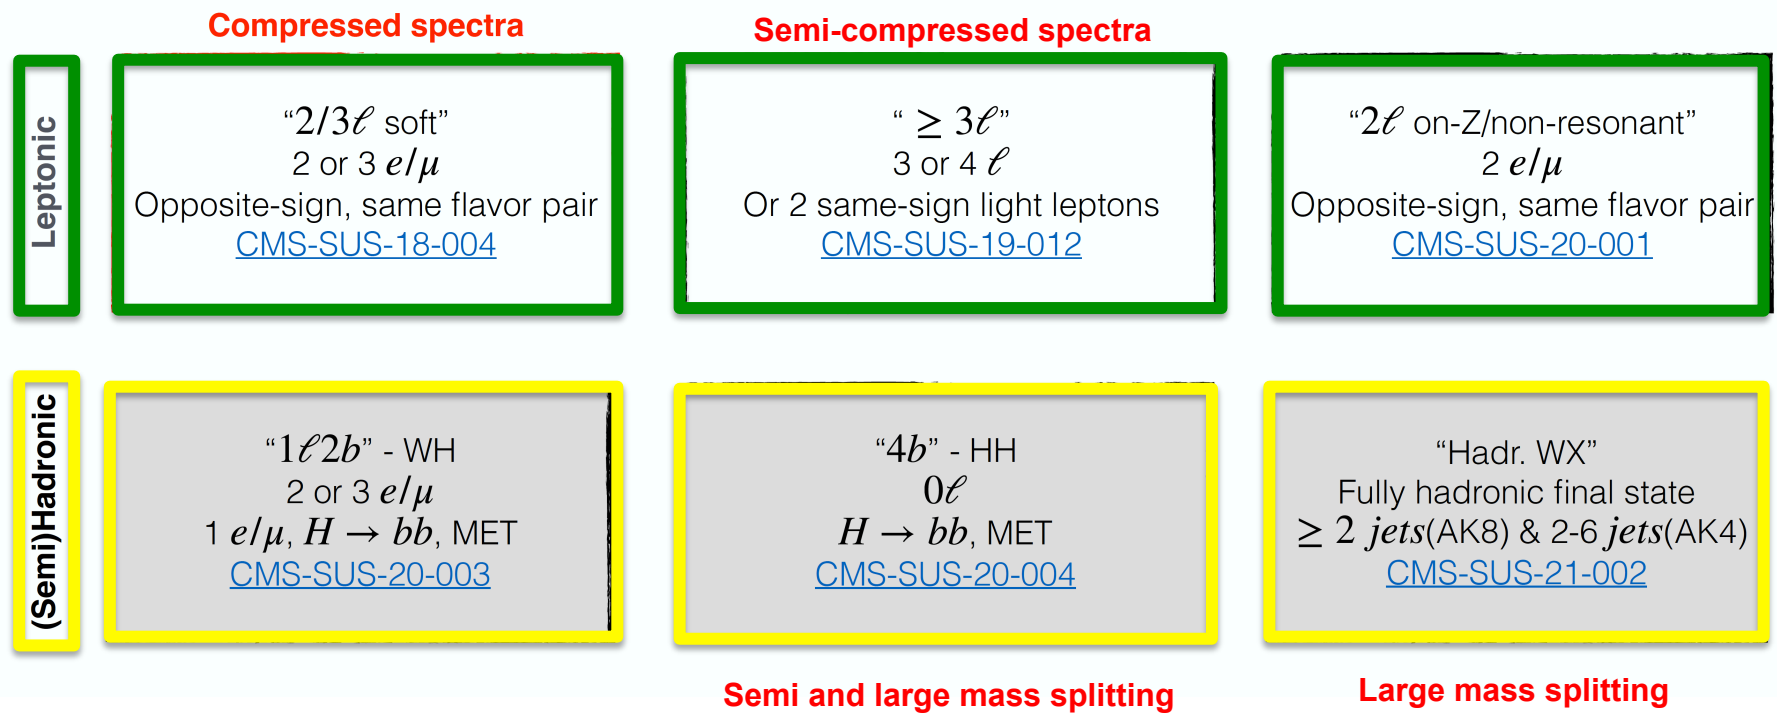 Compressed spectra
Semi-compressed spectra
Leptonic
“2/3ℓ soft”
2 or 3 e/μ
Opposite-sign, same flavor pair
CMS-SUS-18-004
“ ≥ 3ℓ”
3 or 4 ℓ
Or 2 same-sign light leptons
CMS-SUS-19-012
“2ℓ on-Z/non-resonant”
2 e/μ
Opposite-sign, same flavor pair
CMS-SUS-20-001
(Semi)Hadronic
“1ℓ2b” - WH
2 or 3 e/μ
1 e/μ, H → bb, MET
CMS-SUS-20-003
“4b” - HH
0ℓ
H → bb, MET
CMS-SUS-20-004
“Hadr. WX”
Fully hadronic final state
≥ 2 jets(AK8) & 2-6 jets(AK4)
CMS-SUS-21-002
Semi and large mass splitting
Large mass splitting